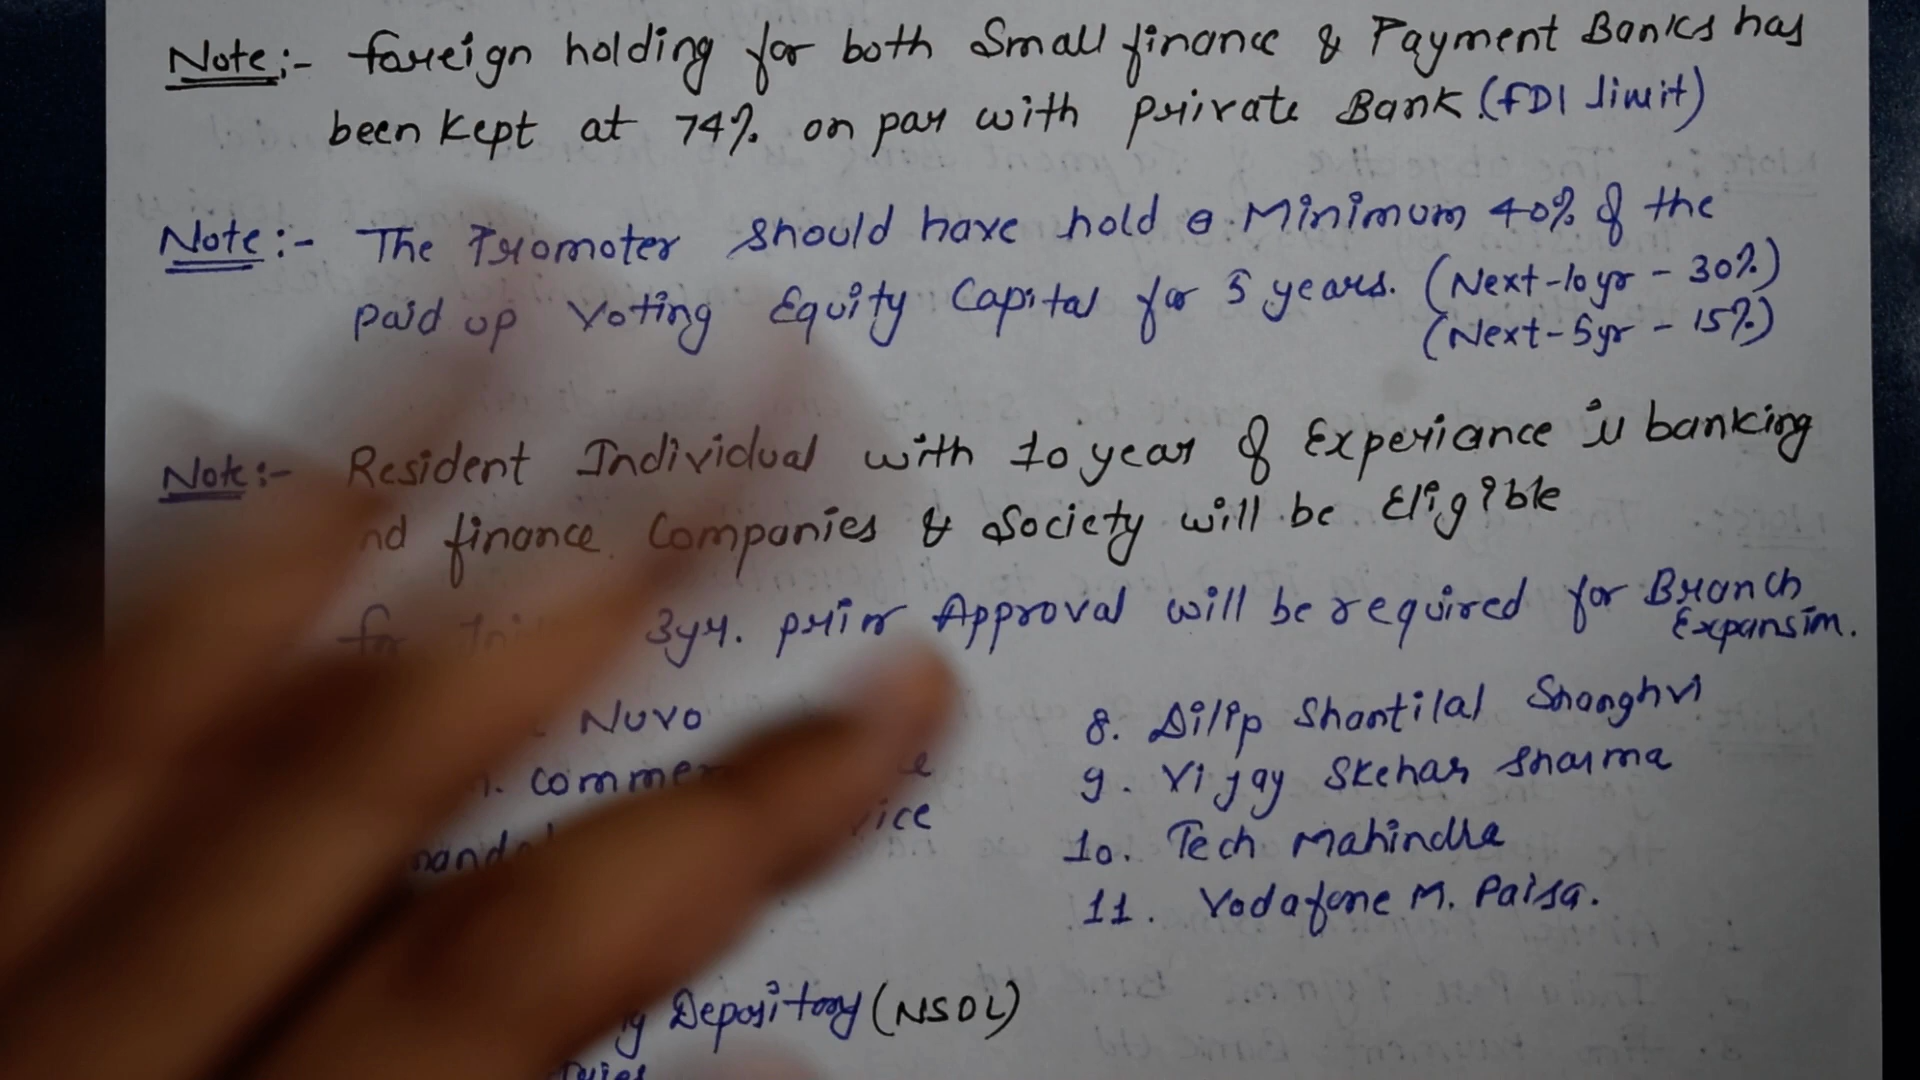 Note:- foreign holding for both Small finance & Payment Banks has
been kept at 74% on par with private Bank (FDI limit)
Note:- The Promoter should have hold a Minimum 40% of the
paid up Voting Equity Capital for 5 years. (Next-10yr - 30%)
(Next-5yr - 15%)
Note:- Resident Individual with 10 year of Experiance in banking
nd finance Companies & Society will be Eligible
for 3yr. prior Approval will be required for Branch
Expansion.
Nuvo
comme
ice
8. Dilip Shantilal Shanghvi
9. Vijay Skehar Sharma
10. Tech Mahindra
11. Vodafone M. Paisa.
Depository (NSDL)